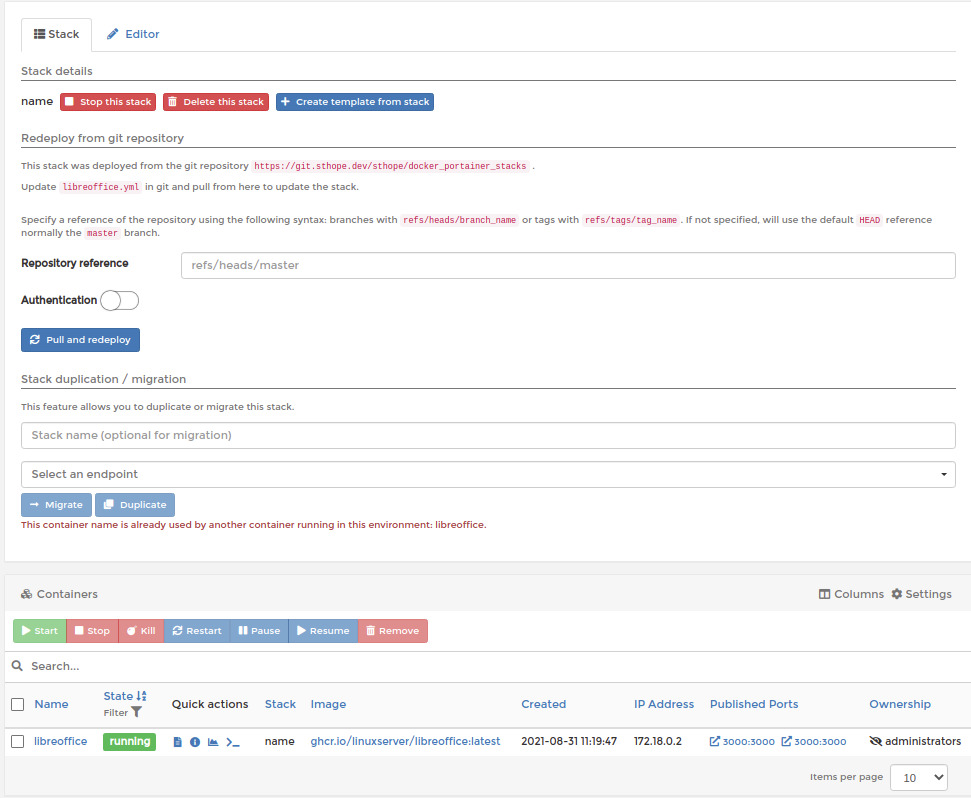 Stack Editor
Stack details
name Stop this stack Delete this stack Create template from stack
Redeploy from git repository
This stack was deployed from the git repository https://git.sthope.dev/sthope/docker_portainer_stacks .
Update libreoffice.yml in git and pull from here to update the stack.
Specify a reference of the repository using the following syntax: branches with refs/heads/branch_name or tags with refs/tags/tag_name. If not specified, will use the default HEAD reference
normally the master branch.
Repository reference refs/heads/master
Authentication
Pull and redeploy
Stack duplication / migration
This feature allows you to duplicate or migrate this stack.
Stack name (optional for migration)
Select an endpoint
Migrate Duplicate
This container name is already used by another container running in this environment: libreoffice.
Containers Columns Settings
Start Stop Kill Restart Pause Resume Remove
Search...
Name State Filter Quick actions Stack Image Created IP Address Published Ports Ownership
libreoffice running name ghcr.io/linuxserver/libreoffice:latest 2021-08-31 11:19:47 172.18.0.2 3000:3000 3000:3000 administrators
Items per page 10